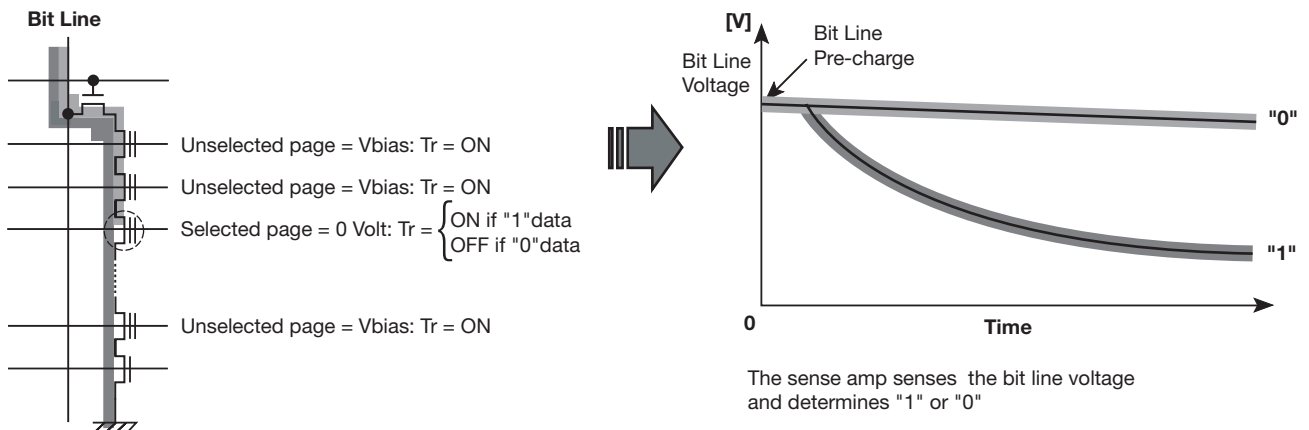 Bit Line
Unselected page = Vbias: Tr = ON
Unselected page = Vbias: Tr = ON
Selected page = 0 Volt: Tr =
ON if "1"data
OFF if "0"data
Unselected page = Vbias: Tr = ON
[V]
Bit Line
Voltage
Bit Line
Pre-charge
"0"
"1"
0
Time
The sense amp senses the bit line voltage
and determines "1" or "0"